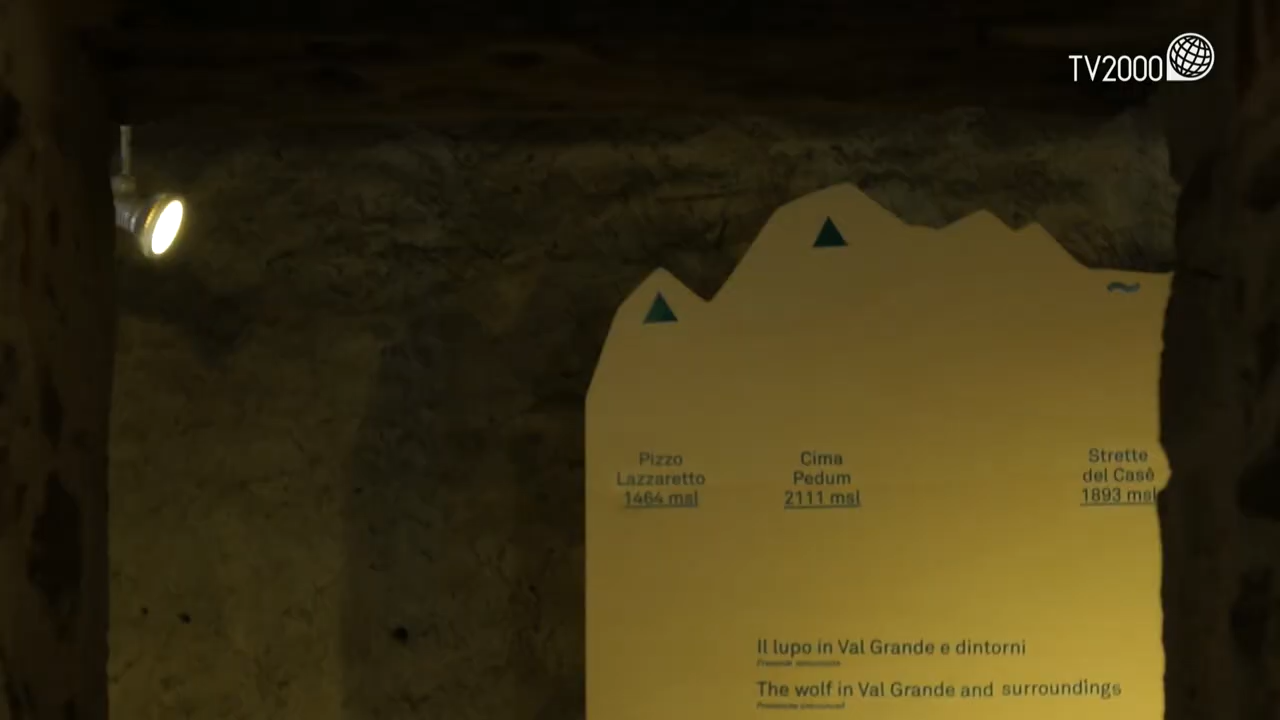 TV2000
Pizzo
Lazzaretto
1464 msl
Cima
Pedum
2111 msl
Strette
del Casè
1893 msl
Il lupo in Val Grande e dintorni
The wolf in Val Grande and surroundings